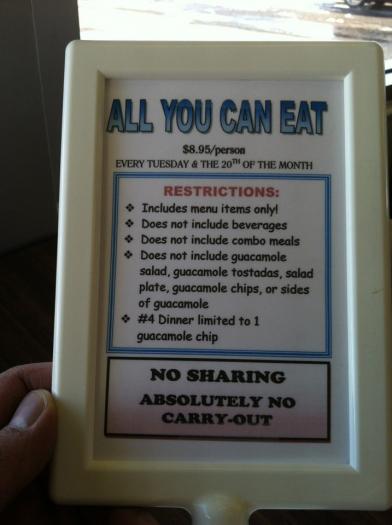 ALL YOU CAN EAT
$8.95/person
EVERY TUESDAY & THE 20TH OF THE MONTH
RESTRICTIONS:
❖ Includes menu items only!
❖ Does not include beverages
❖ Does not include combo meals
❖ Does not include guacamole
salad, guacamole tostadas, salad
plate, guacamole chips, or sides
of guacamole
❖ #4 Dinner limited to 1
guacamole chip
NO SHARING
ABSOLUTELY NO
CARRY-OUT